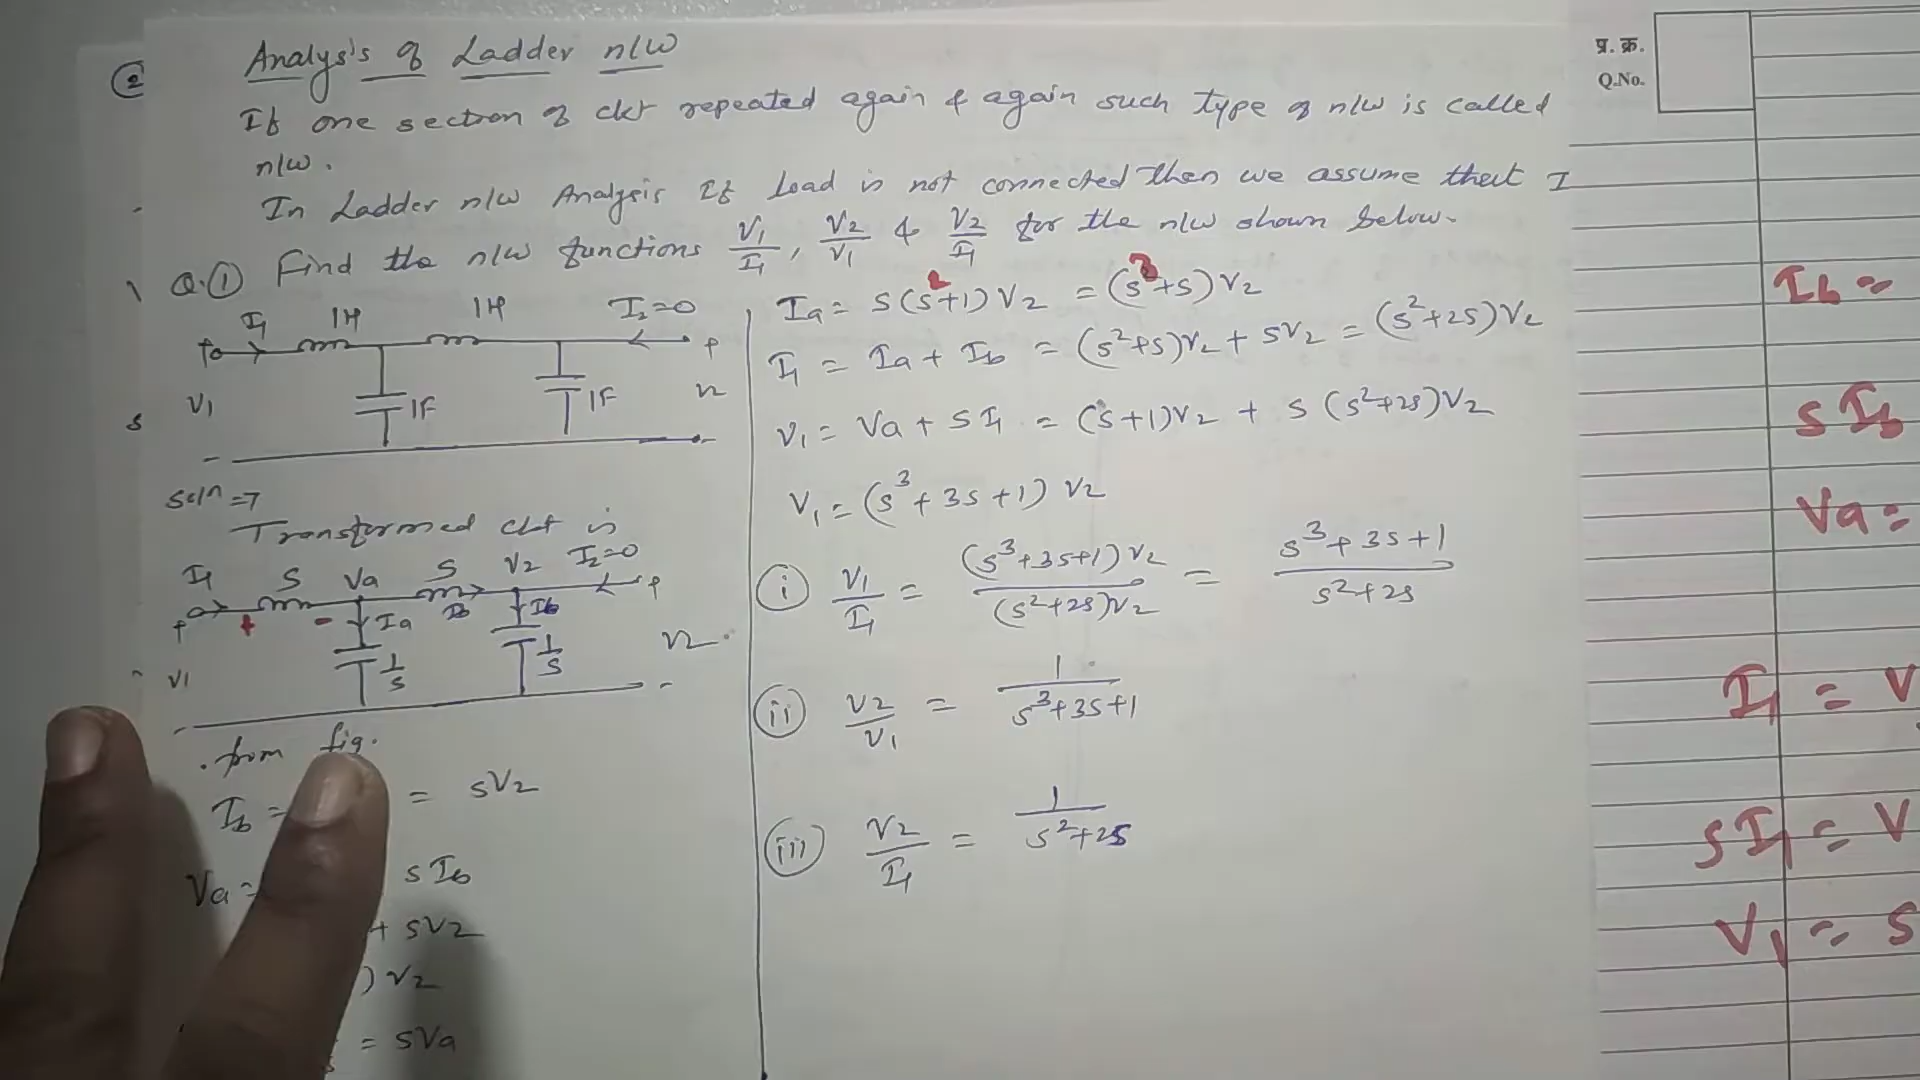 ②
Analysis of Ladder n/w
If one section of ckt repeated again & again such type of n/w is called
n/w.
In Ladder n/w Analysis If Load is not connected then we assume that I
Q.① Find the n/w functions V1/I1, V2/V1 & V2/I1 for the n/w shown below.
I1 1H 1H I2=0
+ +
V1 1F 1F V2
- -
Soln ⇒
Transformed ckt is
I1 S Va S V2 I2=0
+ + - Ia Ib Ib +
V1 1/s 1/s V2
- -
from fig.
Ib = = sV2
Va = sIb
+ sV2
) V2
= sVa
Ia = s(s²+1)V2 = (s³+s)V2
I1 = Ia + Ib = (s²+s)V2 + sV2 = (s²+2s)V2
V1 = Va + sI1 = (s+1)V2 + s(s²+2s)V2
V1 = (s³+3s+1) V2
(i) V1/I1 = (s³+3s+1)V2/(s²+2s)V2 = s³+3s+1/s²+2s
(ii) V2/V1 = 1/s³+3s+1
(iii) V2/I1 = 1/s²+2s
प्र. क्र.
Q.No.
Ib =
sIb
Va =
I1 = V
sI1 = V
V1 = s